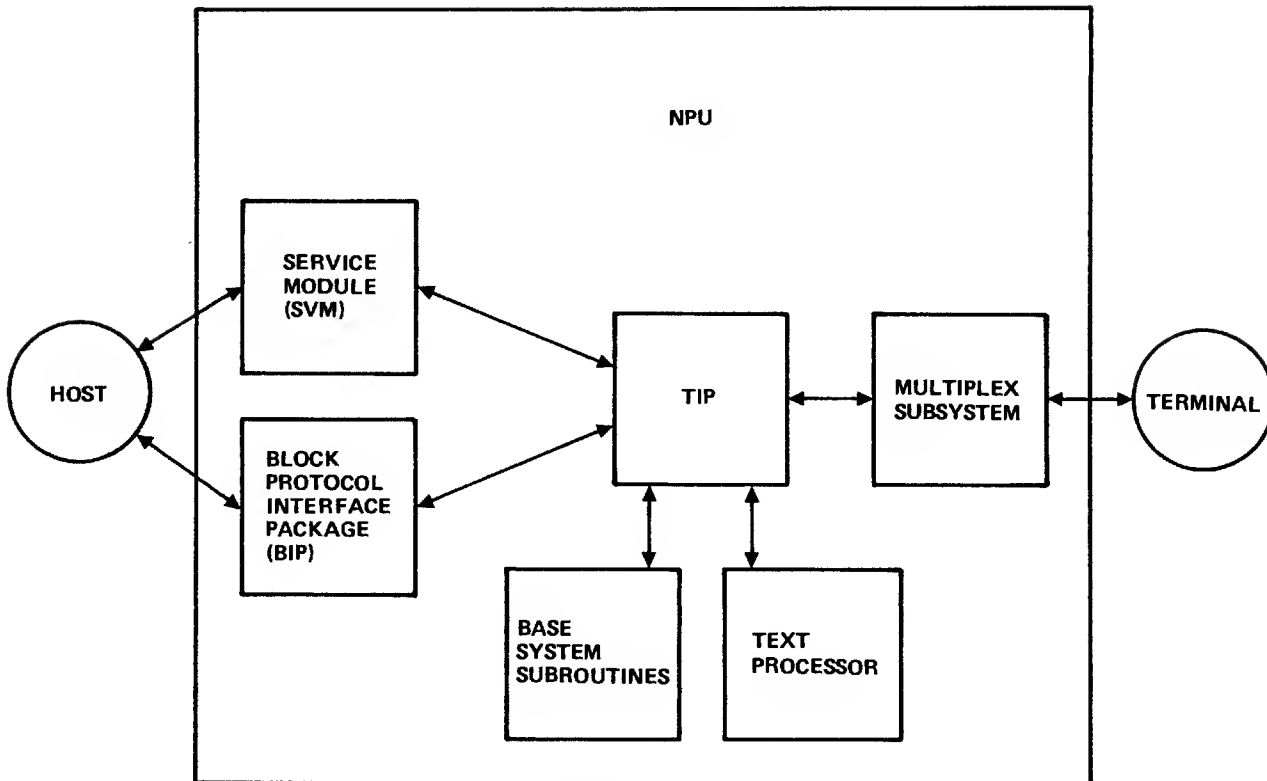 NPU
SERVICE
MODULE
(SVM)
HOST
BLOCK
PROTOCOL
INTERFACE
PACKAGE
(BIP)
TIP
MULTIPLEX
SUBSYSTEM
TERMINAL
BASE
SYSTEM
SUBROUTINES
TEXT
PROCESSOR